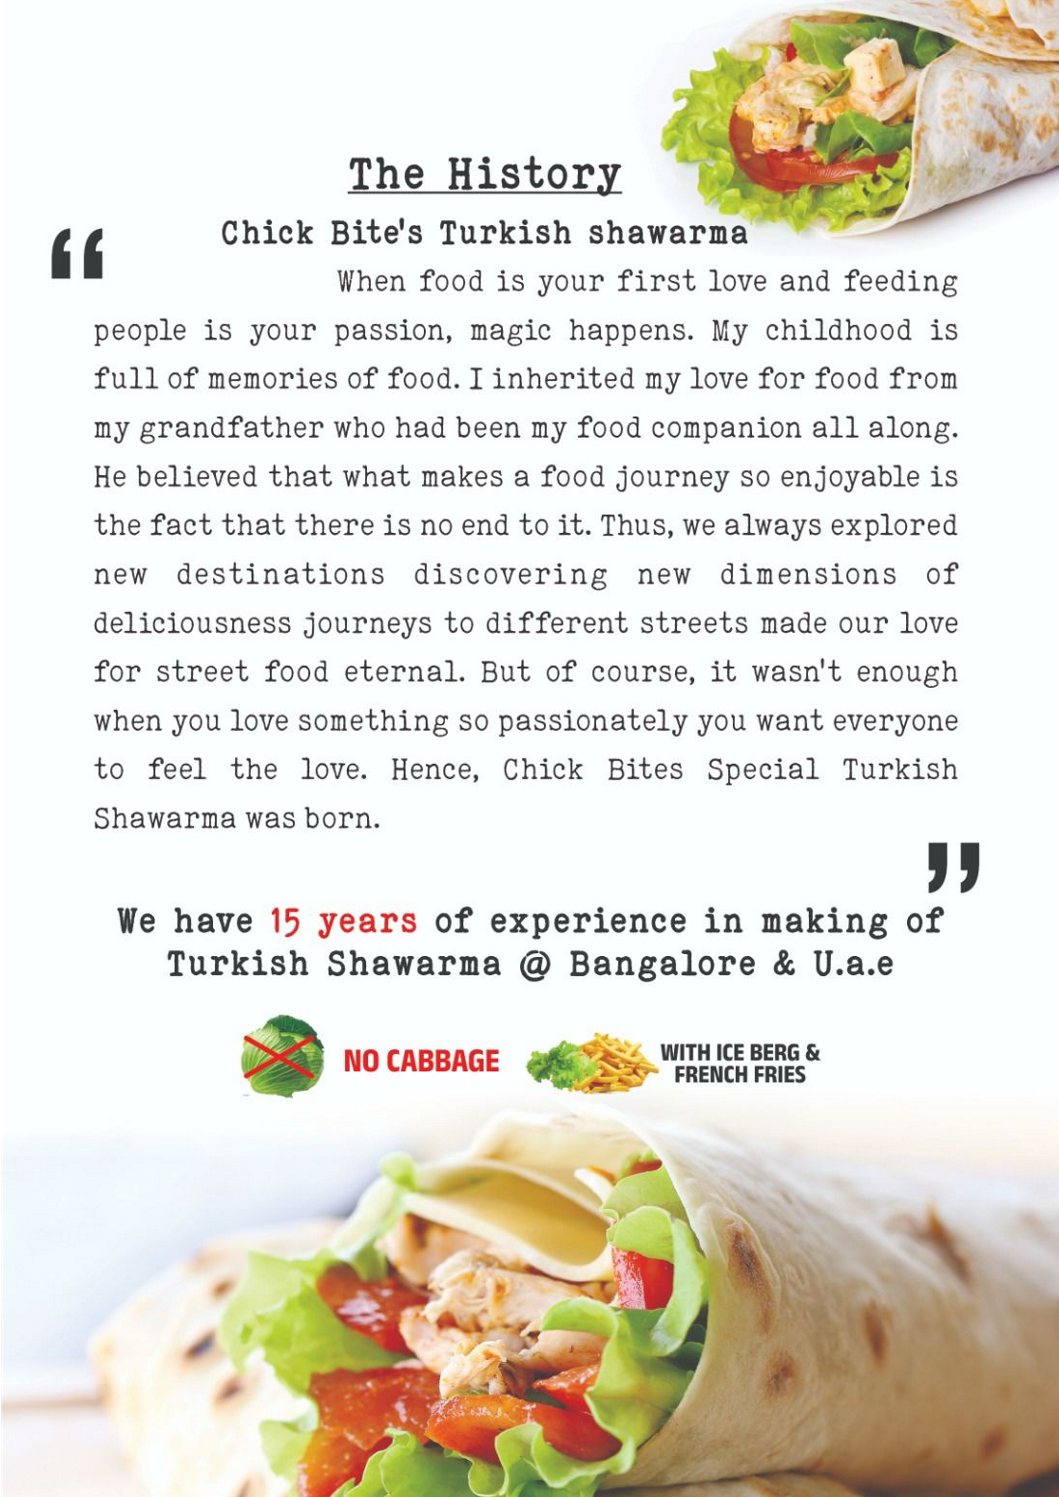 The History
Chick Bite's Turkish shawarma
“
When food is your first love and feeding
people is your passion, magic happens. My childhood is
full of memories of food. I inherited my love for food from
my grandfather who had been my food companion all along.
He believed that what makes a food journey so enjoyable is
the fact that there is no end to it. Thus, we always explored
new destinations discovering new dimensions of
deliciousness journeys to different streets made our love
for street food eternal. But of course, it wasn't enough
when you love something so passionately you want everyone
to feel the love. Hence, Chick Bites Special Turkish
Shawarma was born.
”
We have 15 years of experience in making of
Turkish Shawarma @ Bangalore & U.a.e
NO CABBAGE
WITH ICE BERG &
FRENCH FRIES